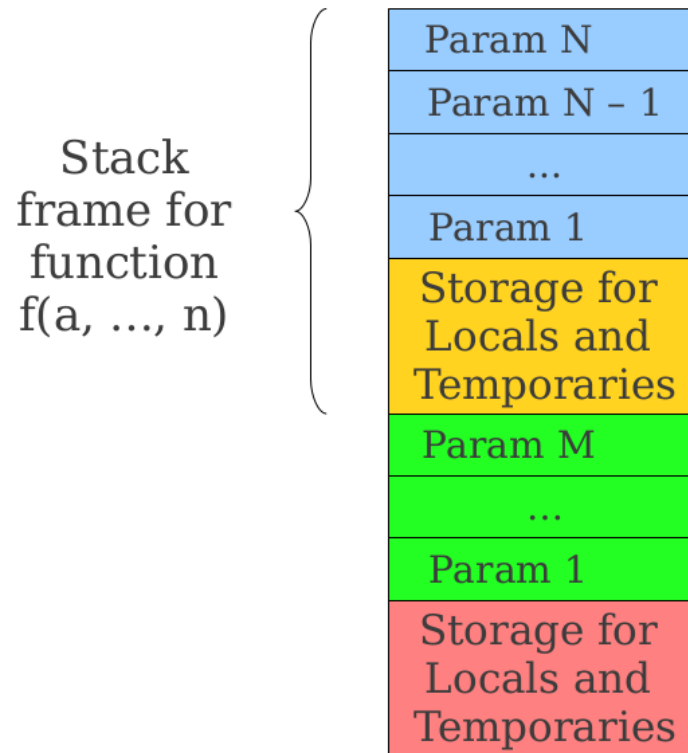 Stack
frame for
function
f(a, …, n)
Param N
Param N – 1
...
Param 1
Storage for
Locals and
Temporaries
Param M
...
Param 1
Storage for
Locals and
Temporaries